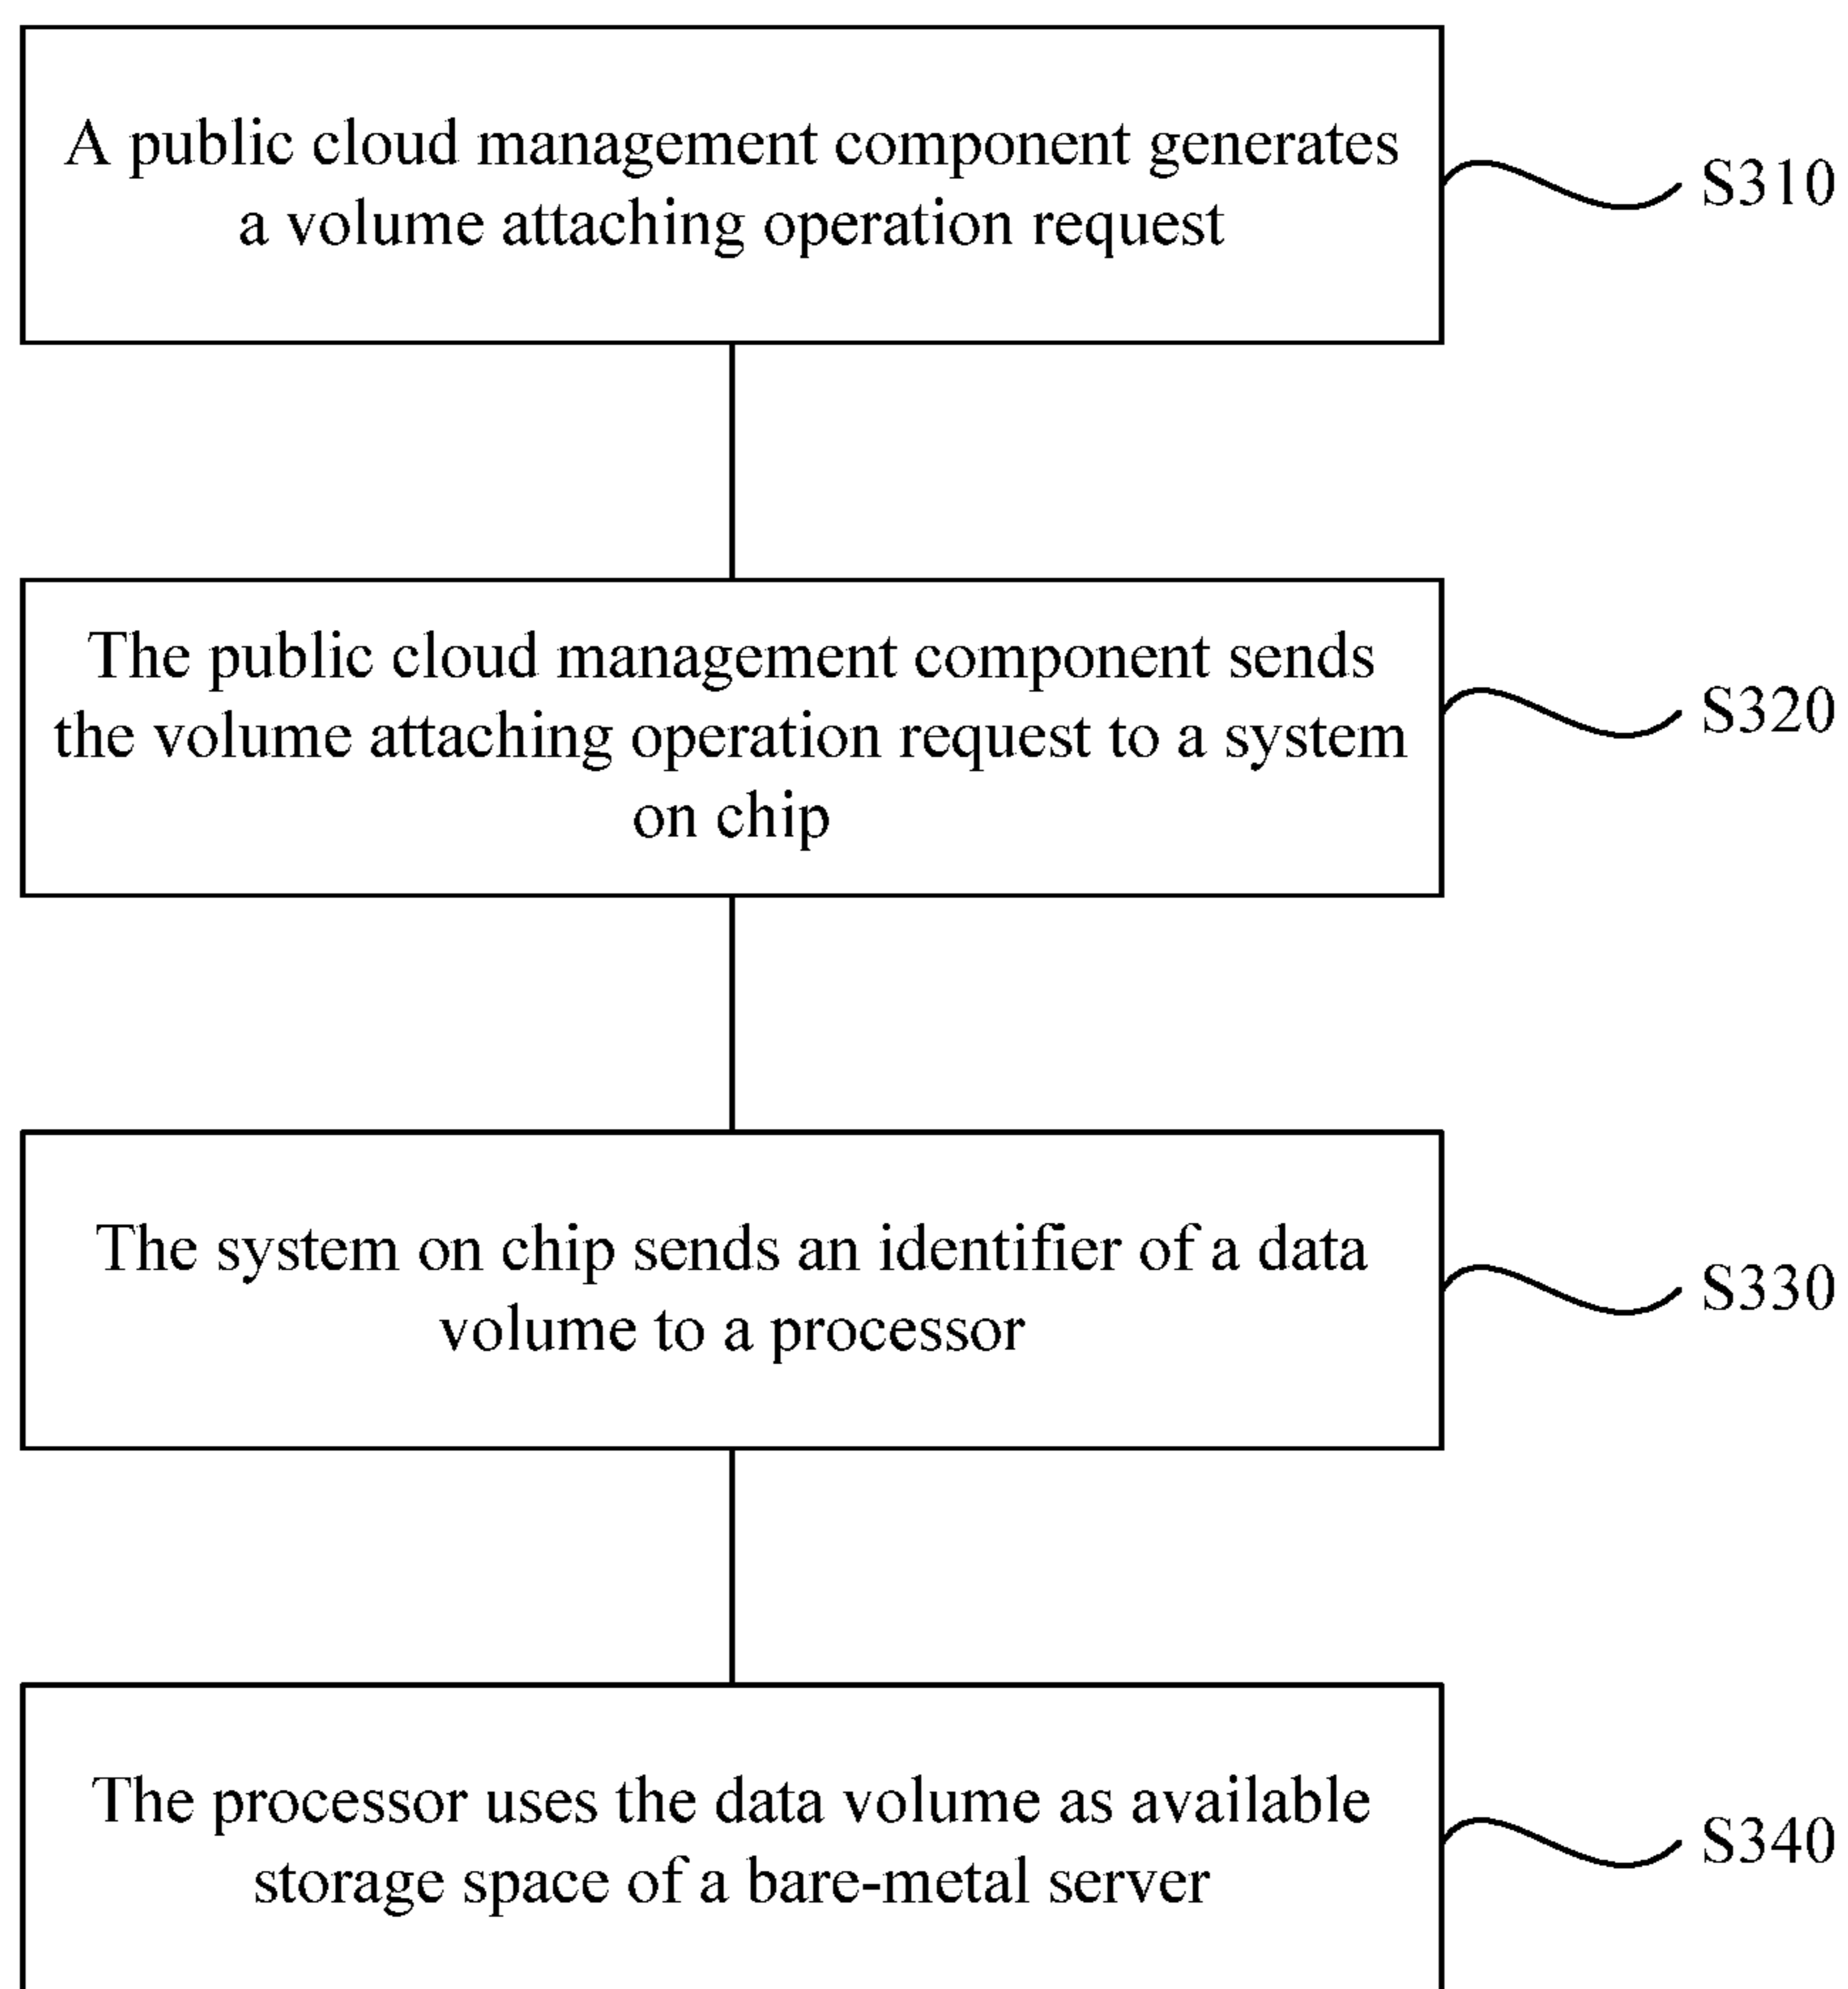 A public cloud management component generates
a volume attaching operation request
S310
The public cloud management component sends
the volume attaching operation request to a system
on chip
S320
The system on chip sends an identifier of a data
volume to a processor
S330
The processor uses the data volume as available
storage space of a bare-metal server
S340